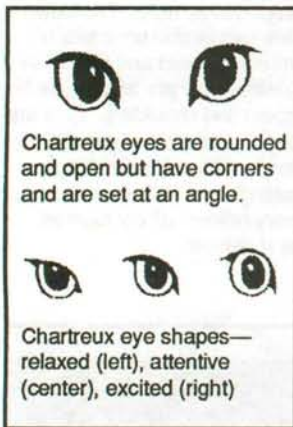 Chartreux eyes are rounded
and open but have corners
and are set at an angle.
Chartreux eye shapes—
relaxed (left), attentive
(center), excited (right)